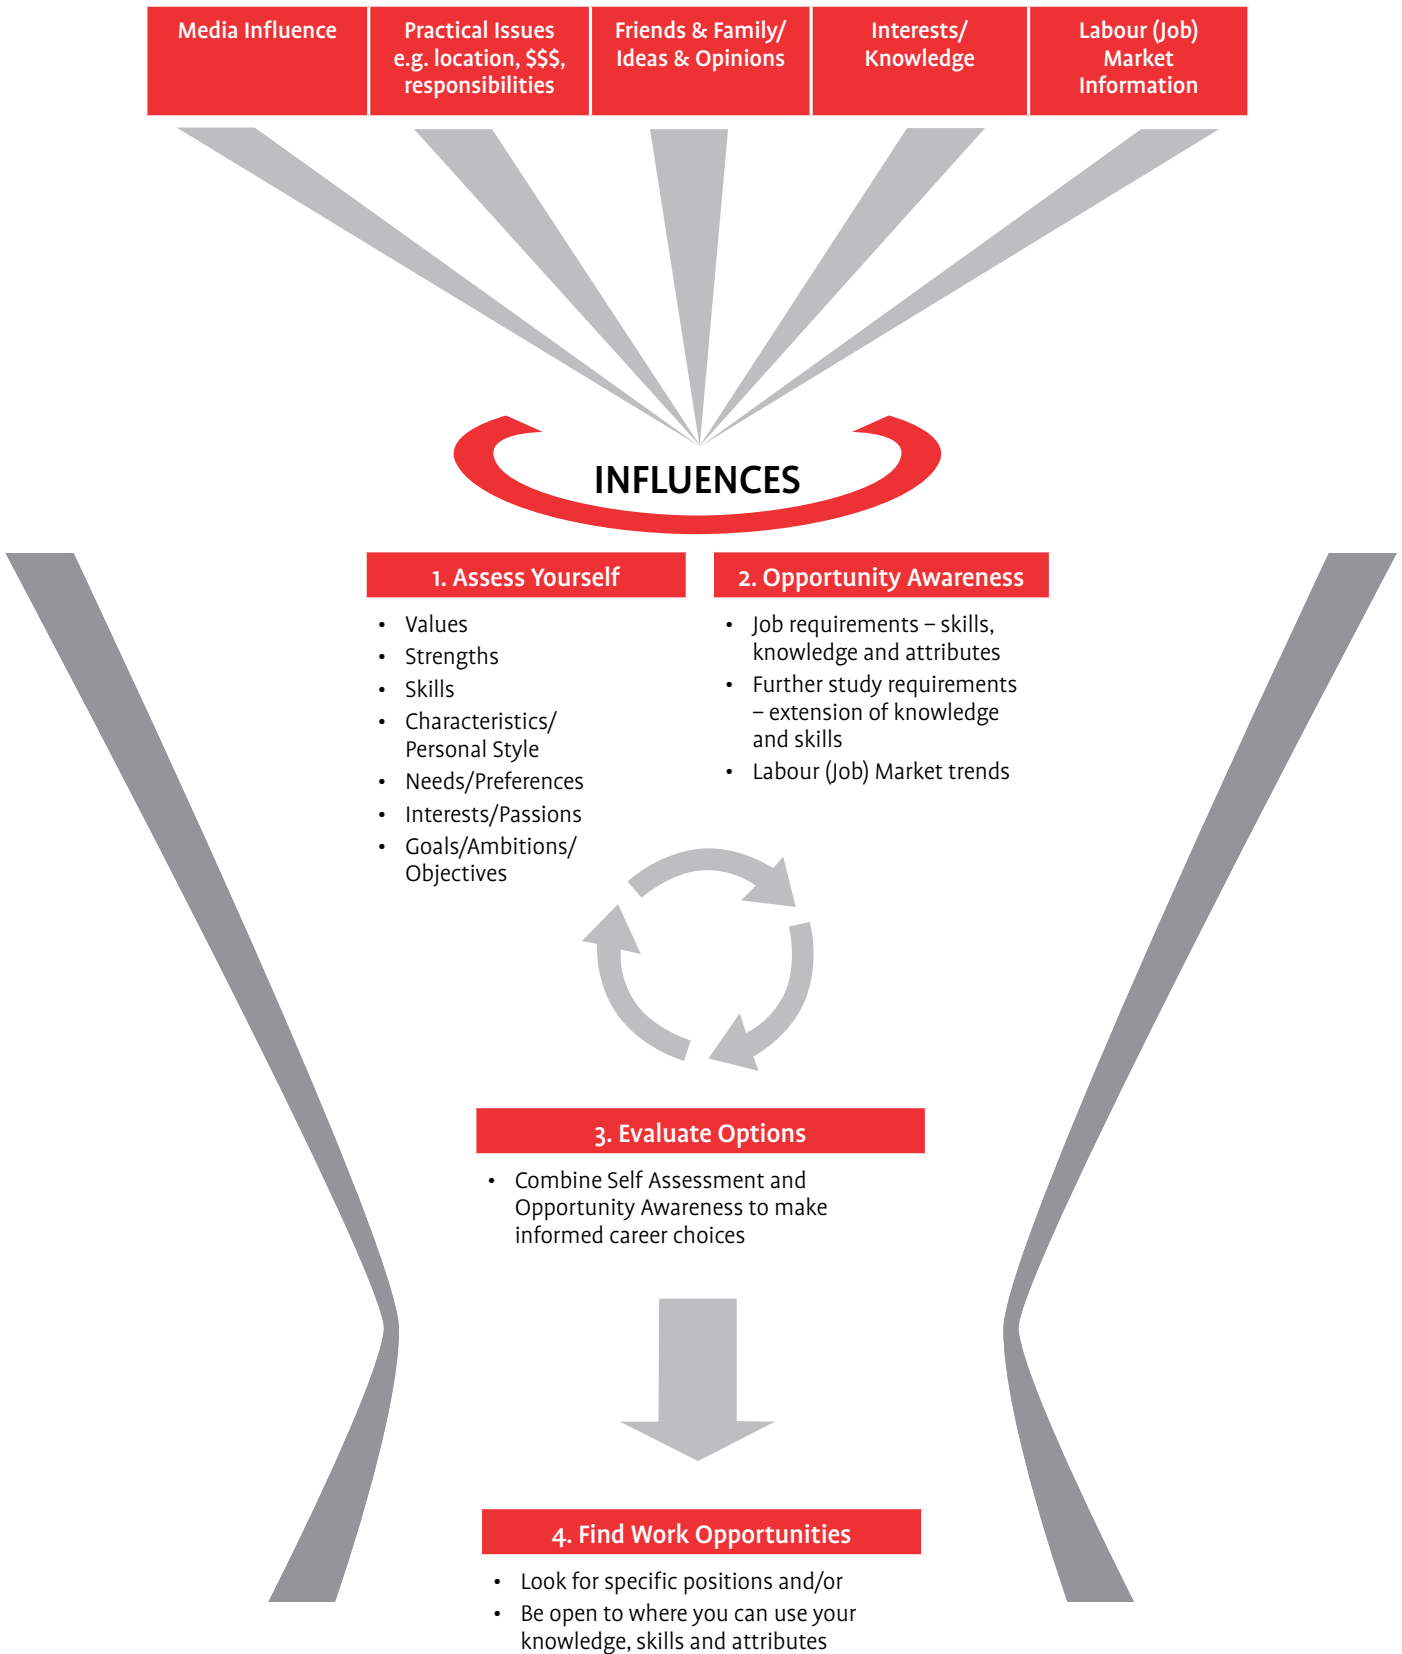 Media Influence
Practical Issues
e.g. location, $$$,
responsibilities
Friends & Family/
Ideas & Opinions
Interests/
Knowledge
Labour (Job)
Market
Information
INFLUENCES
1. Assess Yourself
• Values
• Strengths
• Skills
• Characteristics/
Personal Style
• Needs/Preferences
• Interests/Passions
• Goals/Ambitions/
Objectives
2. Opportunity Awareness
• Job requirements – skills,
knowledge and attributes
• Further study requirements
– extension of knowledge
and skills
• Labour (Job) Market trends
3. Evaluate Options
• Combine Self Assessment and
Opportunity Awareness to make
informed career choices
4. Find Work Opportunities
• Look for specific positions and/or
• Be open to where you can use your
knowledge, skills and attributes